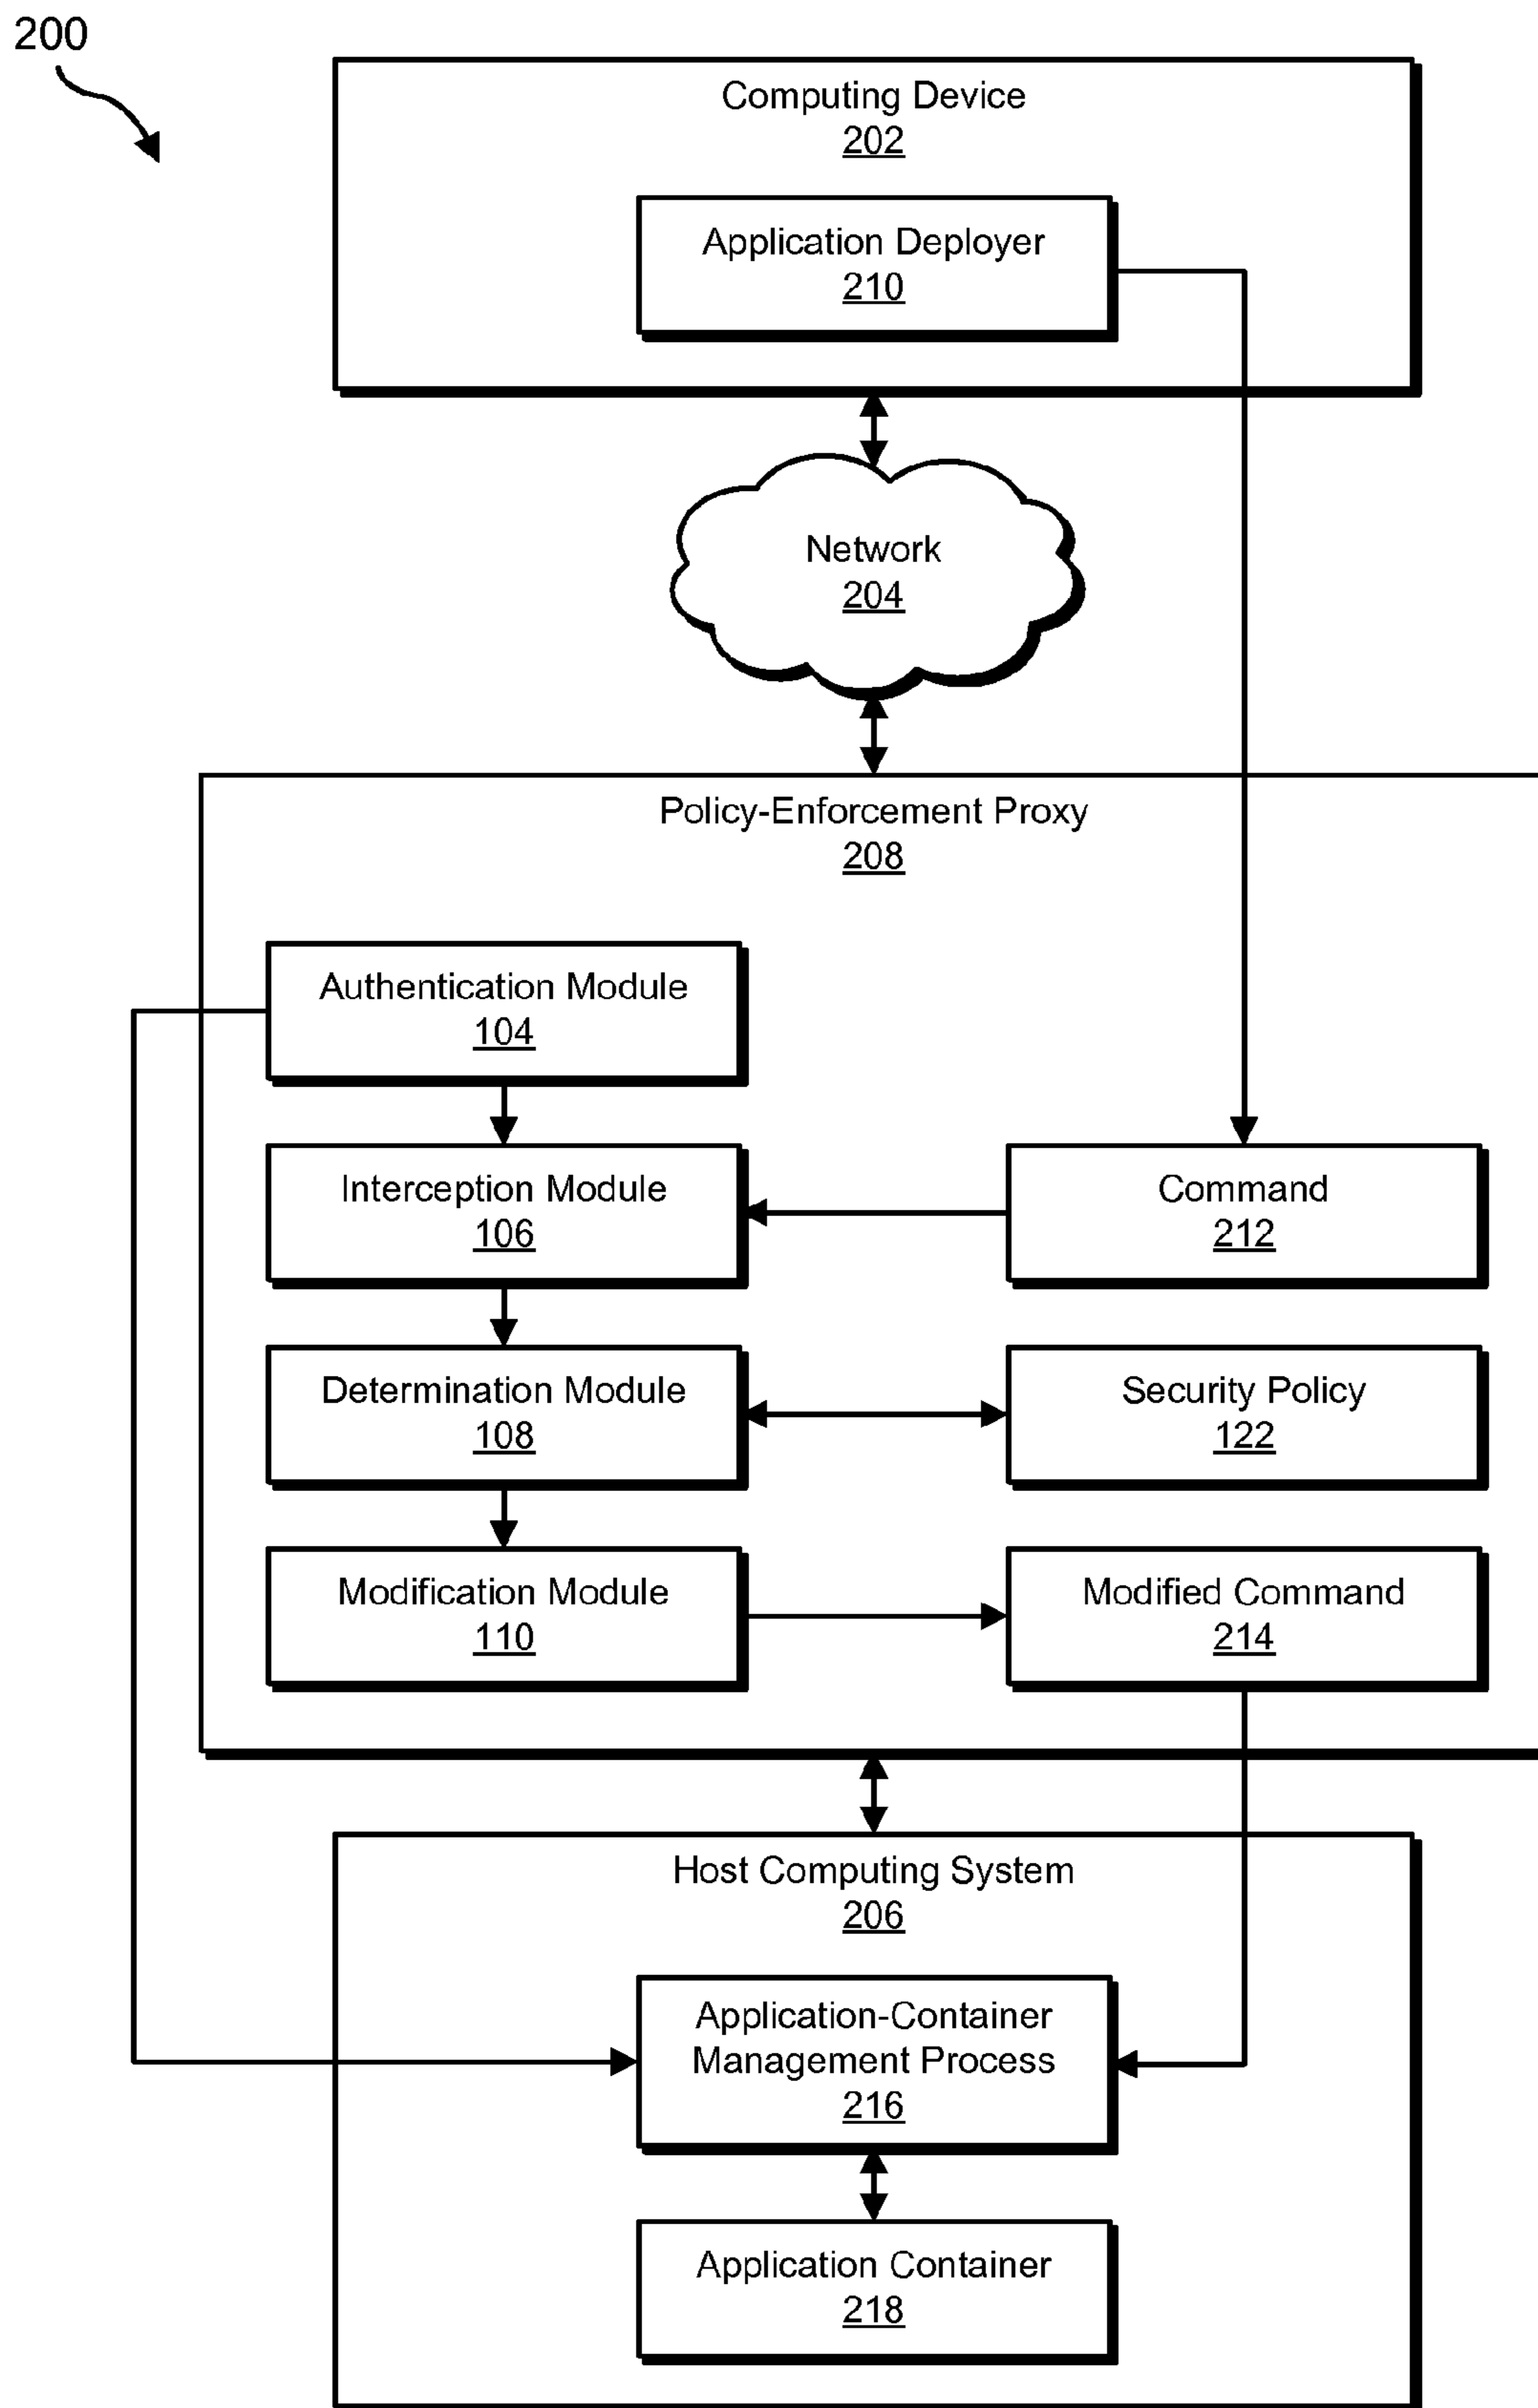 200
Computing Device
202
Application Deployer
210
Network
204
Policy-Enforcement Proxy
208
Authentication Module
104
Interception Module
106
Command
212
Determination Module
108
Security Policy
122
Modification Module
110
Modified Command
214
Host Computing System
206
Application-Container
Management Process
216
Application Container
218